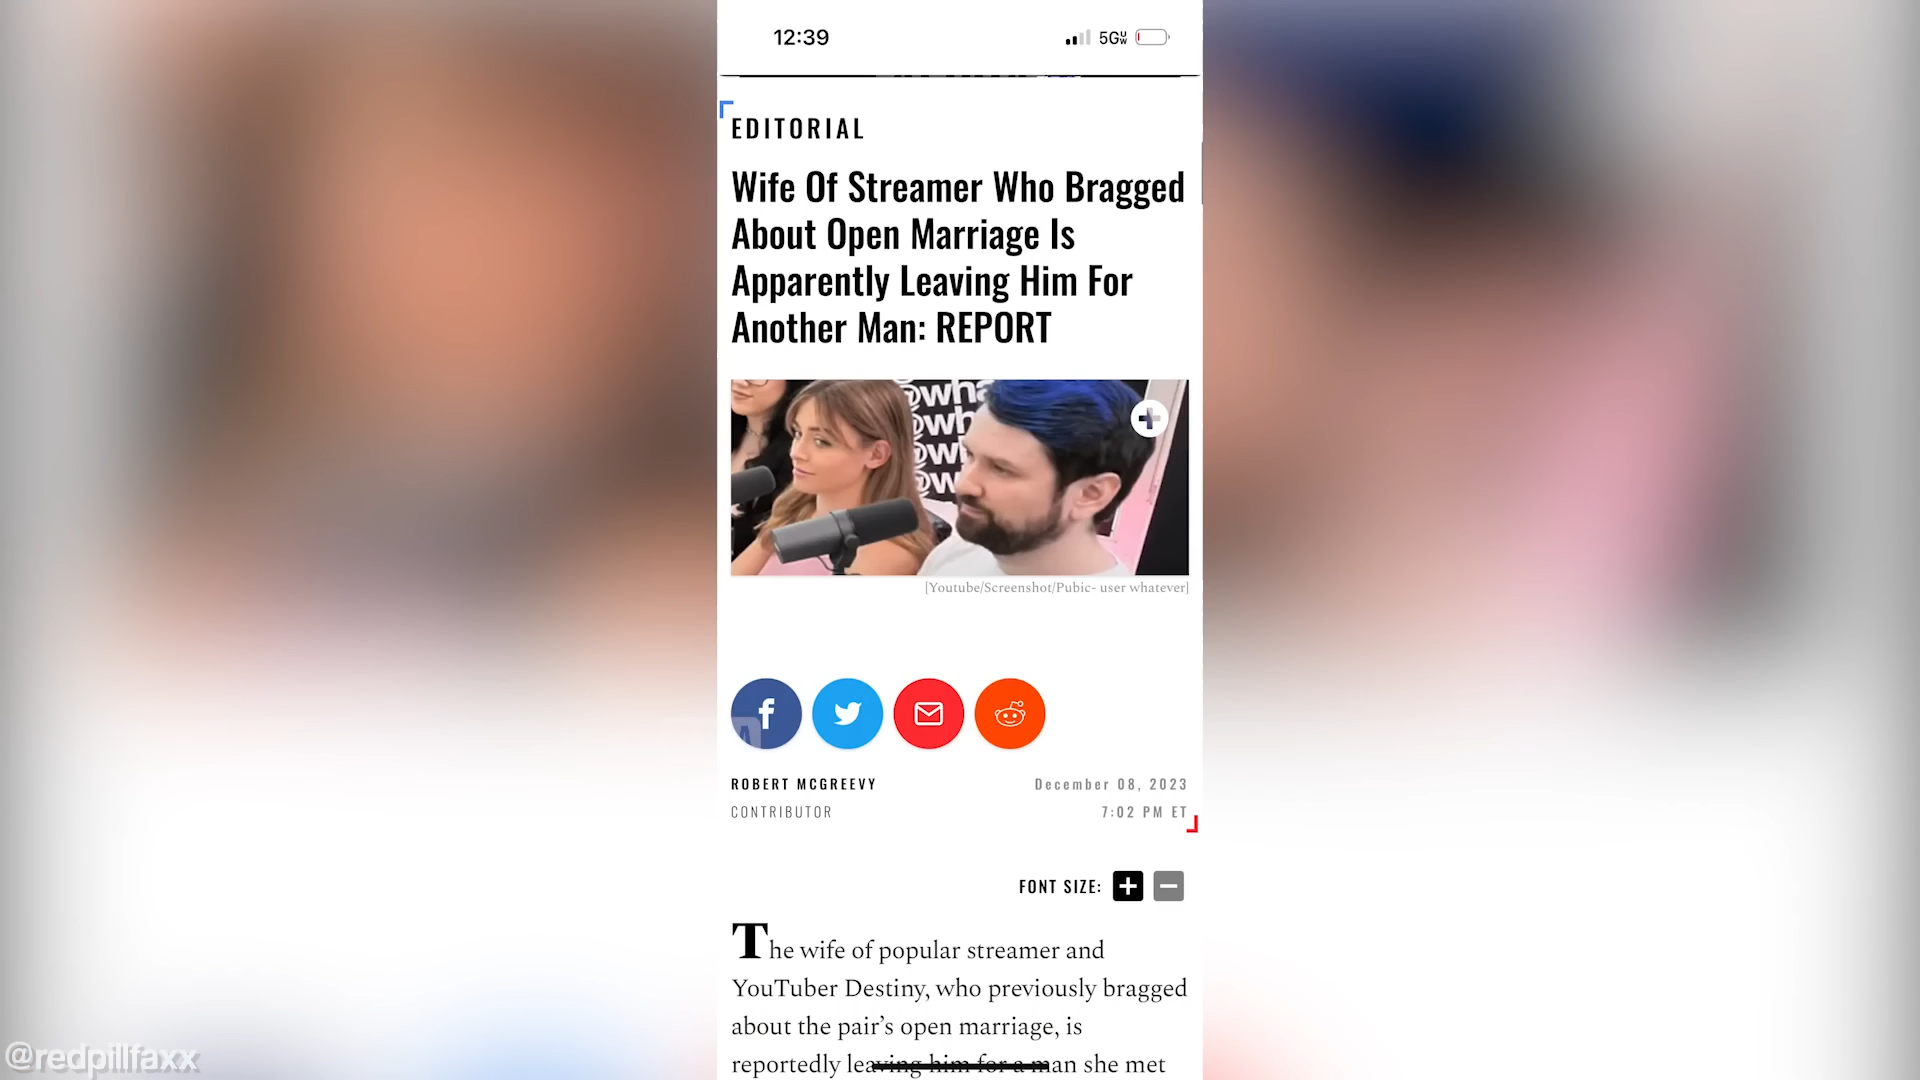 12:39
5GUW
EDITORIAL
Wife Of Streamer Who Bragged
About Open Marriage Is
Apparently Leaving Him For
Another Man: REPORT
@wha
@wh
@w
@w
[Youtube/Screenshot/Pubic- user whatever]
ROBERT MCGREEVY
December 08, 2023
CONTRIBUTOR
7:02 PM ET
FONT SIZE:
The wife of popular streamer and
YouTuber Destiny, who previously bragged
about the pair’s open marriage, is
reportedly leaving him for a man she met
@redpillfaxx